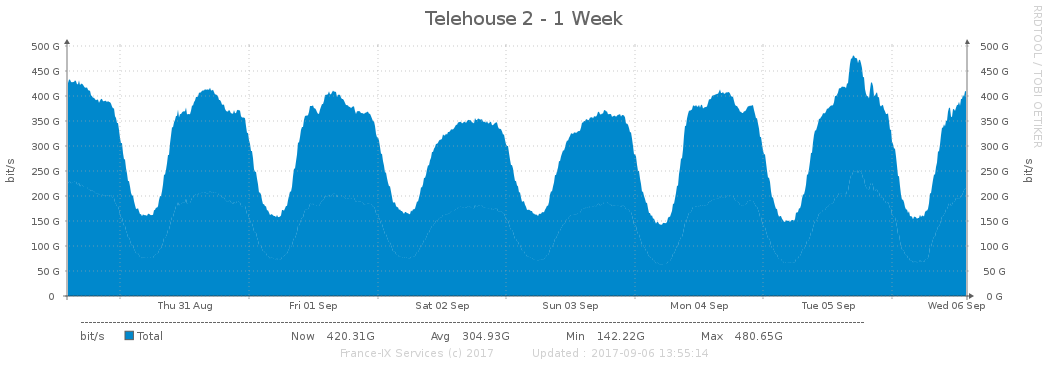 Telehouse 2 - 1 Week
RRDTOOL / TOBI OETIKER
500 G 500 G
450 G 450 G
400 G 400 G
350 G 350 G
300 G 300 G
250 G 250 G
200 G 200 G
150 G 150 G
100 G 100 G
50 G 50 G
0 0 G
bit/s bit/s
Thu 31 Aug Fri 01 Sep Sat 02 Sep Sun 03 Sep Mon 04 Sep Tue 05 Sep Wed 06 Sep
bit/s Total Now 420.31G Avg 304.93G Min 142.22G Max 480.65G
France-IX Services (c) 2017 Updated : 2017-09-06 13:55:14